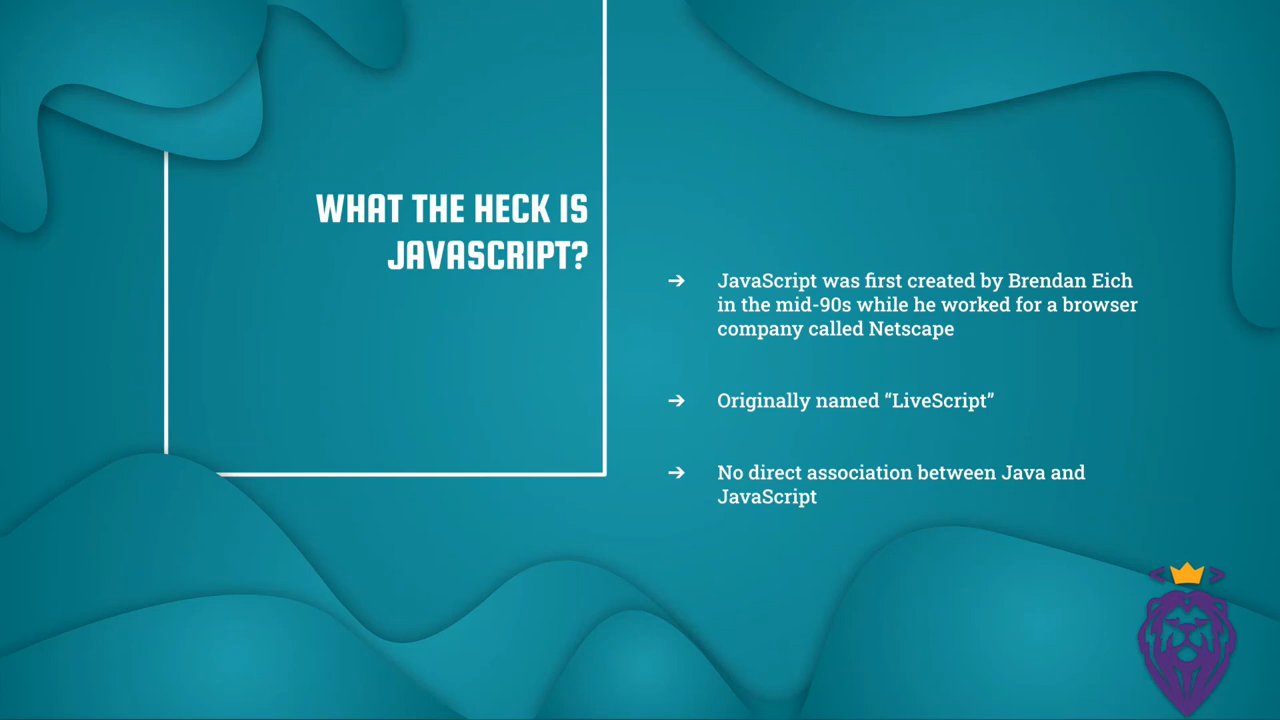 WHAT THE HECK IS
JAVASCRIPT?
➔ JavaScript was first created by Brendan Eich
in the mid-90s while he worked for a browser
company called Netscape
➔ Originally named “LiveScript”
➔ No direct association between Java and
JavaScript
< >